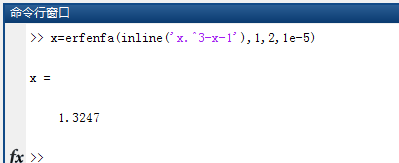 命令行窗口
>> x=erfenfa(inline('x.^3-x-1'),1,2,1e-5)
x =
1.3247
fx >>